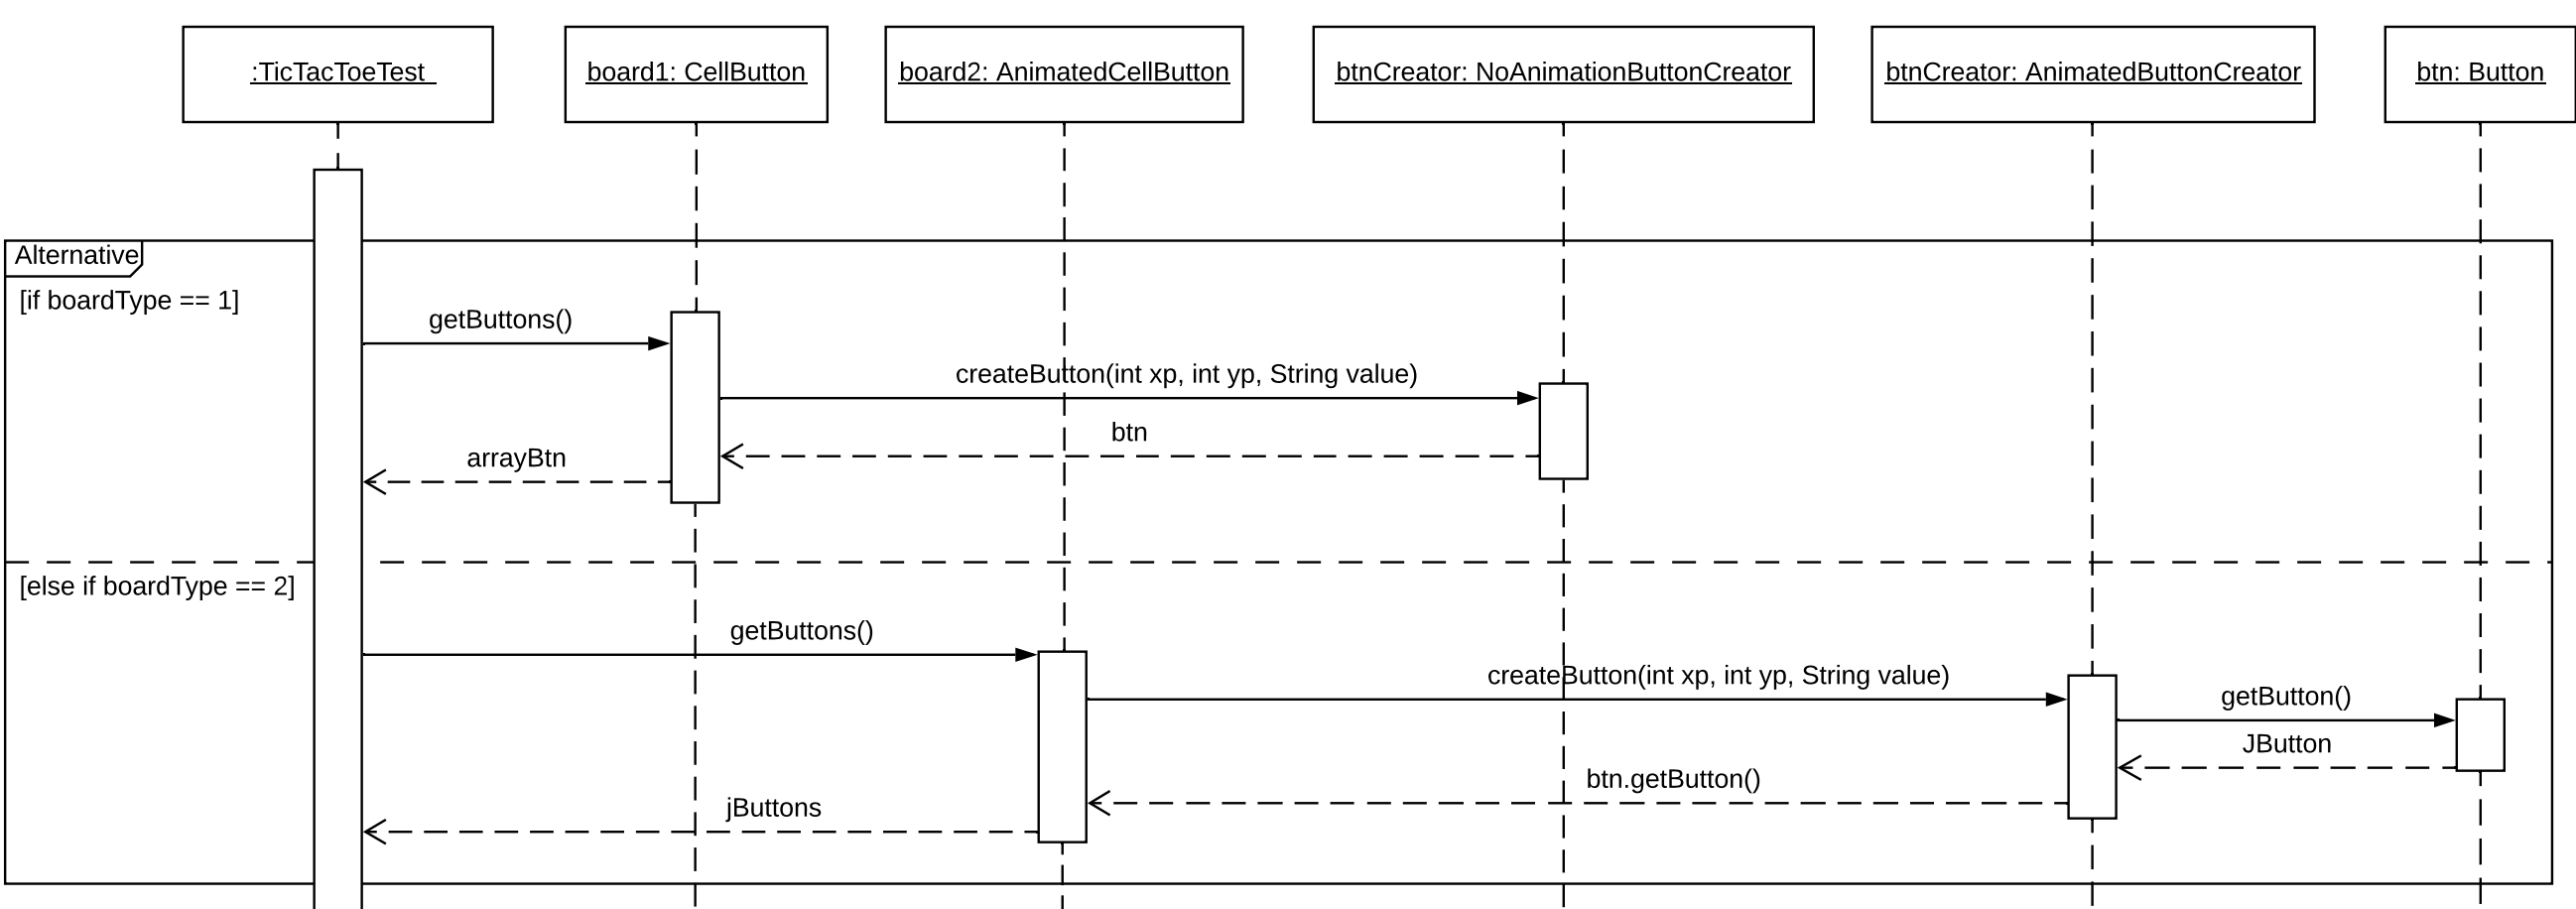 :TicTacToeTest
board1: CellButton
board2: AnimatedCellButton
btnCreator: NoAnimationButtonCreator
btnCreator: AnimatedButtonCreator
btn: Button
Alternative
[if boardType == 1]
getButtons()
createButton(int xp, int yp, String value)
btn
arrayBtn
[else if boardType == 2]
getButtons()
createButton(int xp, int yp, String value)
getButton()
JButton
btn.getButton()
jButtons